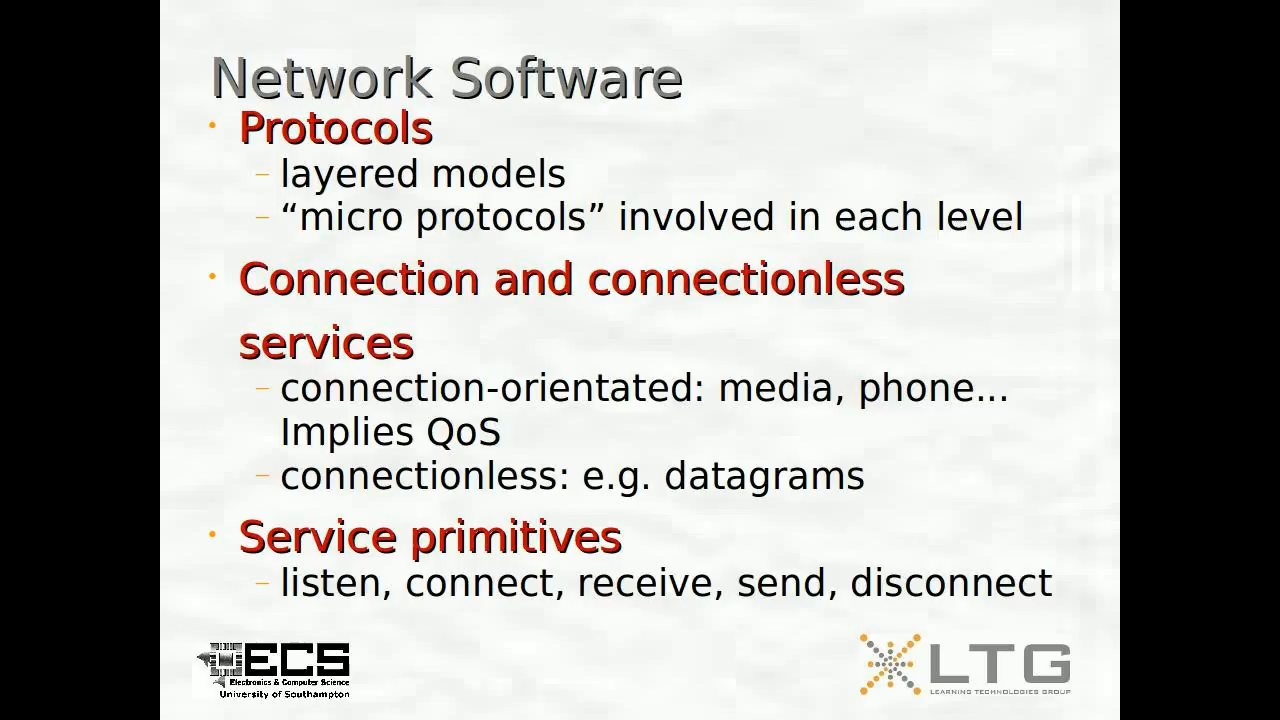 Network Software
• Protocols
– layered models
– “micro protocols” involved in each level
• Connection and connectionless
services
– connection-orientated: media, phone...
Implies QoS
– connectionless: e.g. datagrams
• Service primitives
– listen, connect, receive, send, disconnect
ECS
Electronics & Computer Science
University of Southampton
LTG
LEARNING TECHNOLOGIES GROUP